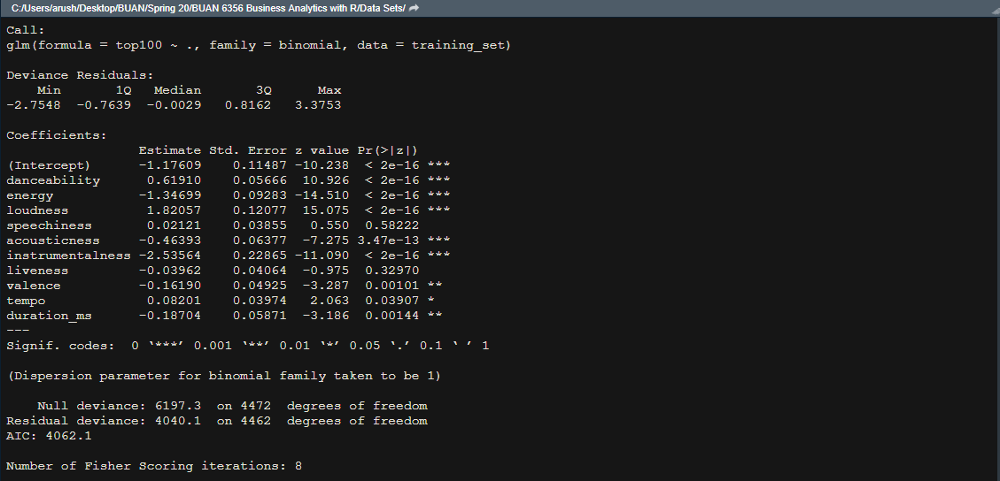 C:/Users/arush/Desktop/BUAN/Spring 20/BUAN 6356 Business Analytics with R/Data Sets/
Call:
glm(formula = top100 ~ ., family = binomial, data = training_set)
Deviance Residuals:
    Min       1Q   Median       3Q      Max
-2.7548  -0.7639  -0.0029   0.8162   3.3753
Coefficients:
                 Estimate Std. Error z value Pr(>|z|)
(Intercept)      -1.17609    0.11487 -10.238  < 2e-16 ***
danceability      0.61910    0.05666  10.926  < 2e-16 ***
energy           -1.34699    0.09283 -14.510  < 2e-16 ***
loudness          1.82057    0.12077  15.075  < 2e-16 ***
speechiness       0.02121    0.03855   0.550  0.58222
acousticness     -0.46393    0.06377  -7.275 3.47e-13 ***
instrumentalness -2.53564    0.22865 -11.090  < 2e-16 ***
liveness         -0.03962    0.04064  -0.975  0.32970
valence          -0.16190    0.04925  -3.287  0.00101 **
tempo             0.08201    0.03974   2.063  0.03907 *
duration_ms      -0.18704    0.05871  -3.186  0.00144 **
---
Signif. codes:  0 ‘***’ 0.001 ‘**’ 0.01 ‘*’ 0.05 ‘.’ 0.1 ‘ ’ 1
(Dispersion parameter for binomial family taken to be 1)
    Null deviance: 6197.3  on 4472  degrees of freedom
Residual deviance: 4040.1  on 4462  degrees of freedom
AIC: 4062.1
Number of Fisher Scoring iterations: 8